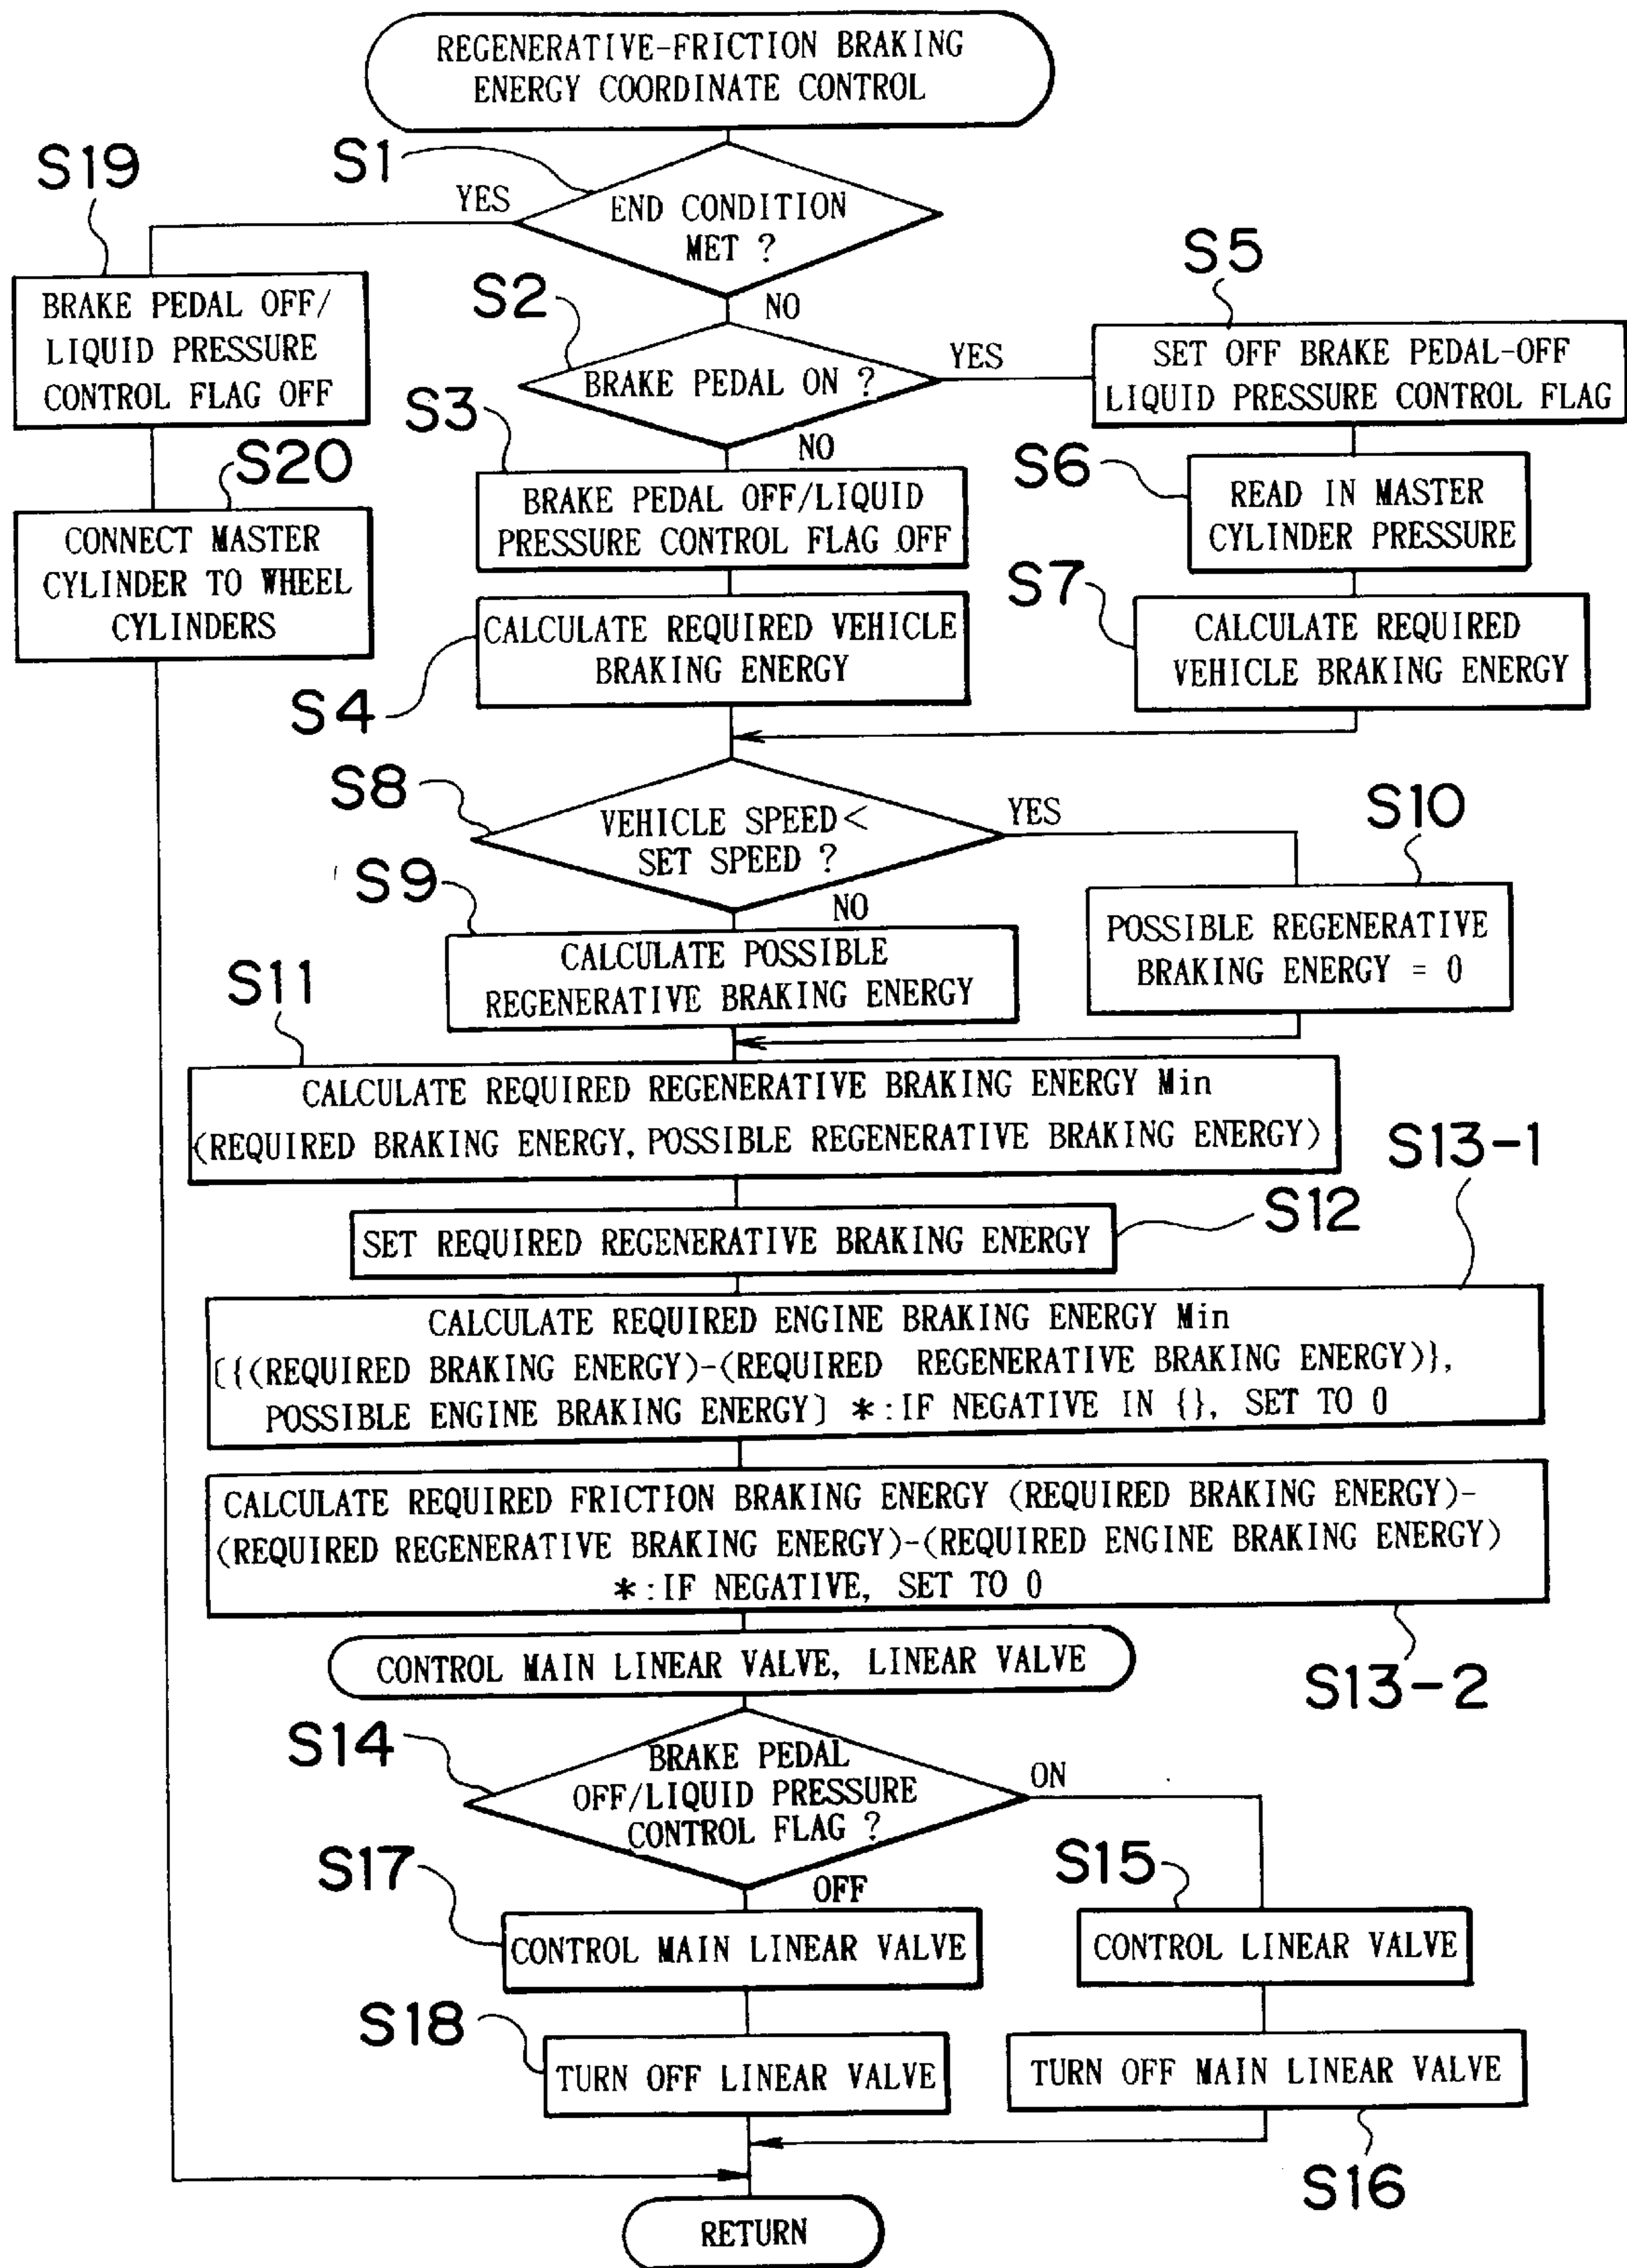 REGENERATIVE-FRICTION BRAKING
ENERGY COORDINATE CONTROL
S1
END CONDITION
MET ?
YES
NO
S19
BRAKE PEDAL OFF/
LIQUID PRESSURE
CONTROL FLAG OFF
S20
CONNECT MASTER
CYLINDER TO WHEEL
CYLINDERS
S2
BRAKE PEDAL ON ?
YES
NO
S3
BRAKE PEDAL OFF/LIQUID
PRESSURE CONTROL FLAG OFF
S4
CALCULATE REQUIRED VEHICLE
BRAKING ENERGY
S5
SET OFF BRAKE PEDAL-OFF
LIQUID PRESSURE CONTROL FLAG
S6
READ IN MASTER
CYLINDER PRESSURE
S7
CALCULATE REQUIRED
VEHICLE BRAKING ENERGY
S8
VEHICLE SPEED <
SET SPEED ?
YES
NO
S9
CALCULATE POSSIBLE
REGENERATIVE BRAKING ENERGY
S10
POSSIBLE REGENERATIVE
BRAKING ENERGY = 0
S11
CALCULATE REQUIRED REGENERATIVE BRAKING ENERGY Min
(REQUIRED BRAKING ENERGY, POSSIBLE REGENERATIVE BRAKING ENERGY)
S12
SET REQUIRED REGENERATIVE BRAKING ENERGY
S13-1
CALCULATE REQUIRED ENGINE BRAKING ENERGY Min
[{(REQUIRED BRAKING ENERGY)-(REQUIRED REGENERATIVE BRAKING ENERGY)},
POSSIBLE ENGINE BRAKING ENERGY] *:IF NEGATIVE IN {}, SET TO 0
CALCULATE REQUIRED FRICTION BRAKING ENERGY (REQUIRED BRAKING ENERGY)-
(REQUIRED REGENERATIVE BRAKING ENERGY)-(REQUIRED ENGINE BRAKING ENERGY)
*:IF NEGATIVE, SET TO 0
S13-2
CONTROL MAIN LINEAR VALVE, LINEAR VALVE
S14
BRAKE PEDAL
OFF/LIQUID PRESSURE
CONTROL FLAG ?
ON
OFF
S17
CONTROL MAIN LINEAR VALVE
S18
TURN OFF LINEAR VALVE
S15
CONTROL LINEAR VALVE
TURN OFF MAIN LINEAR VALVE
S16
RETURN